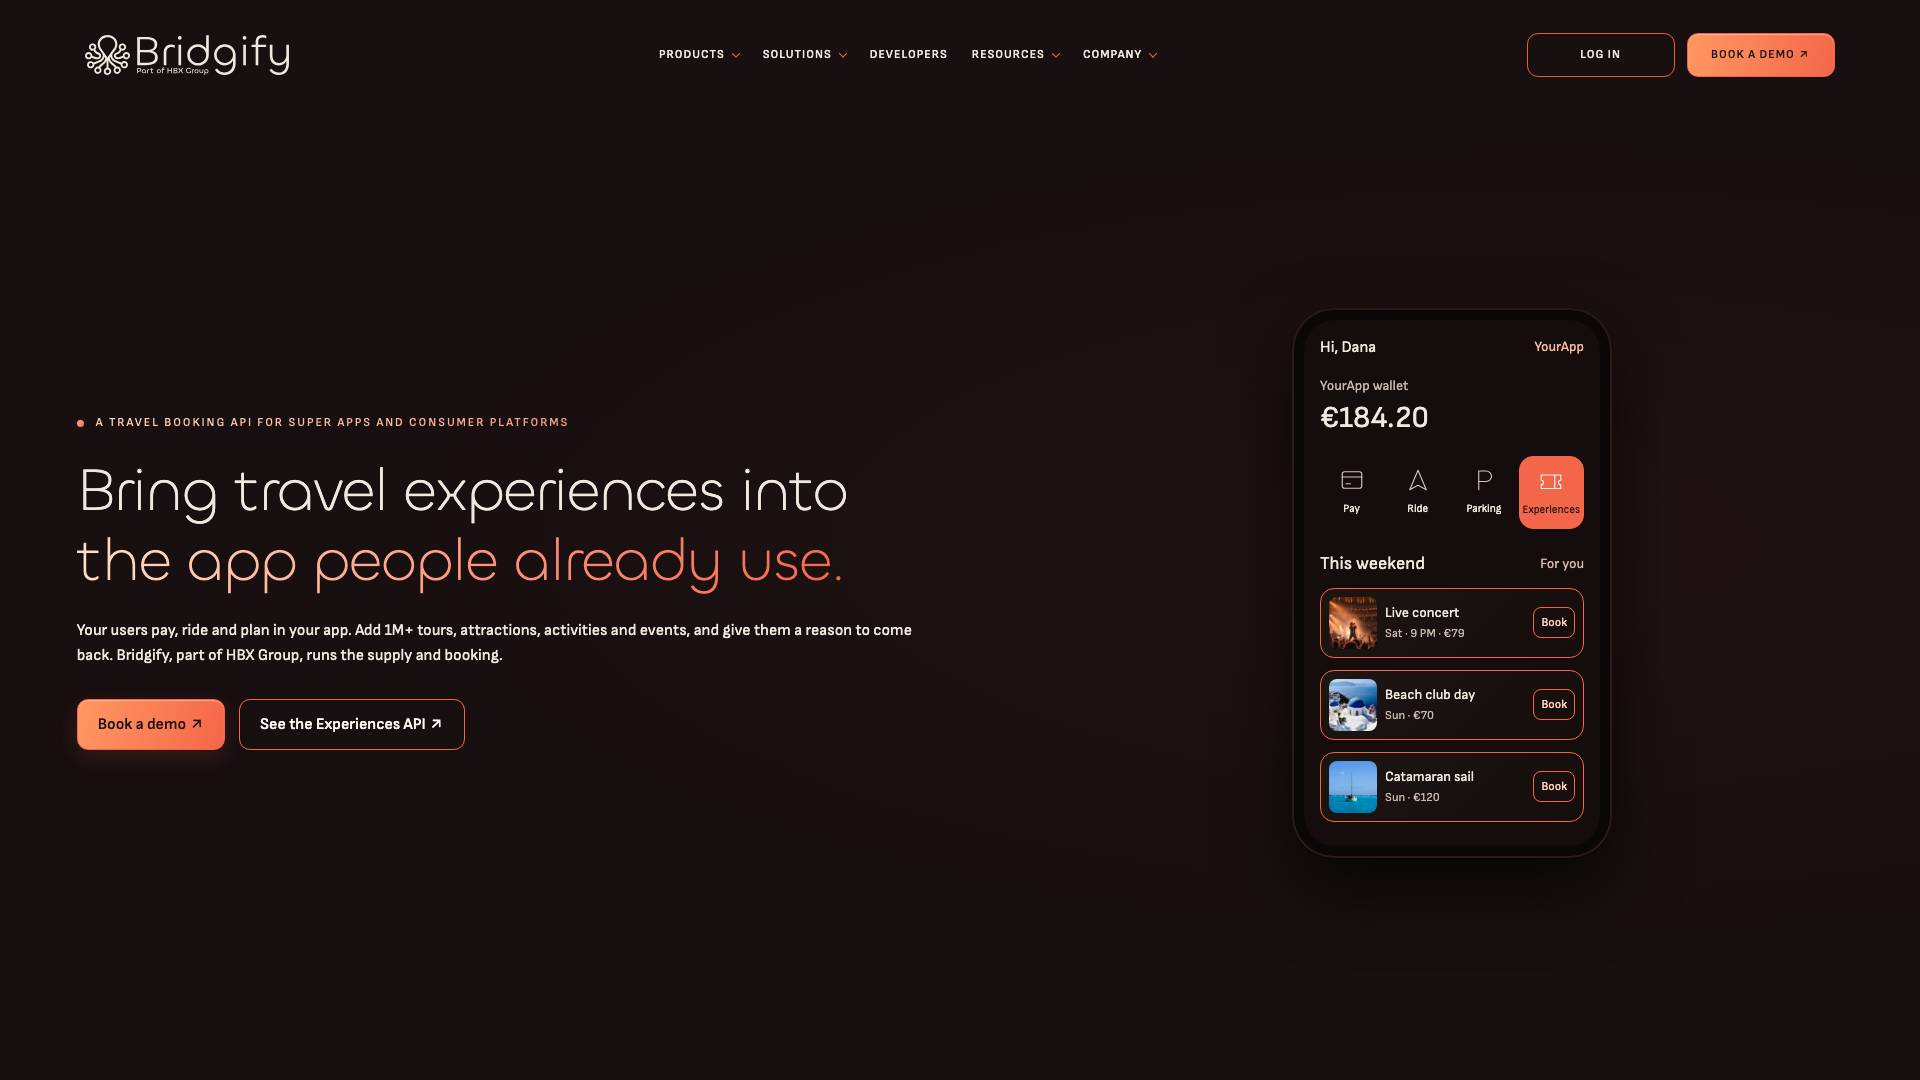 Bridgify
Part of HBX Group
PRODUCTS
SOLUTIONS
DEVELOPERS
RESOURCES
COMPANY
LOG IN
BOOK A DEMO ↗
A TRAVEL BOOKING API FOR SUPER APPS AND CONSUMER PLATFORMS
Bring travel experiences into
the app people already use.
Your users pay, ride and plan in your app. Add 1M+ tours, attractions, activities and events, and give them a reason to come
back. Bridgify, part of HBX Group, runs the supply and booking.
Book a demo ↗
See the Experiences API ↗
Hi, Dana
YourApp
YourApp wallet
€184.20
Pay
Ride
Parking
Experiences
This weekend
For you
Live concert
Sat · 9 PM · €79
Book
Beach club day
Sun · €70
Book
Catamaran sail
Sun · €120
Book